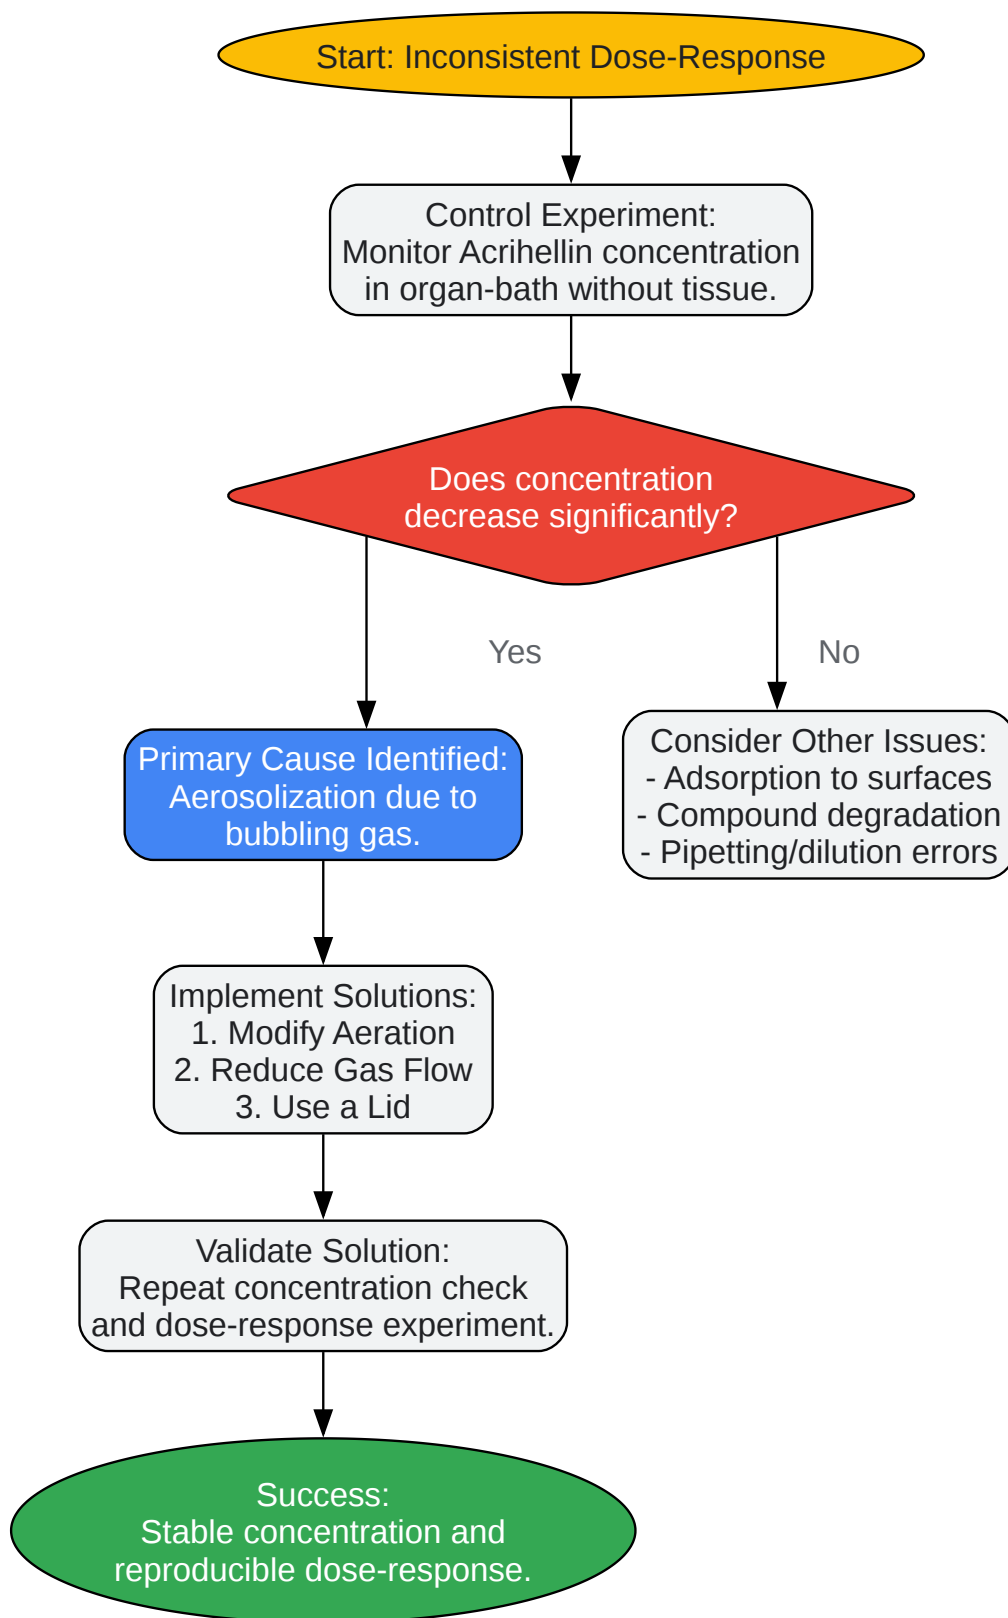 Start: Inconsistent Dose-Response
Control Experiment:
Monitor Acrihellin concentration
in organ-bath without tissue.
Does concentration
decrease significantly?
Yes
No
Primary Cause Identified:
Aerosolization due to
bubbling gas.
Consider Other Issues:
- Adsorption to surfaces
- Compound degradation
- Pipetting/dilution errors
Implement Solutions:
1. Modify Aeration
2. Reduce Gas Flow
3. Use a Lid
Validate Solution:
Repeat concentration check
and dose-response experiment.
Success:
Stable concentration and
reproducible dose-response.